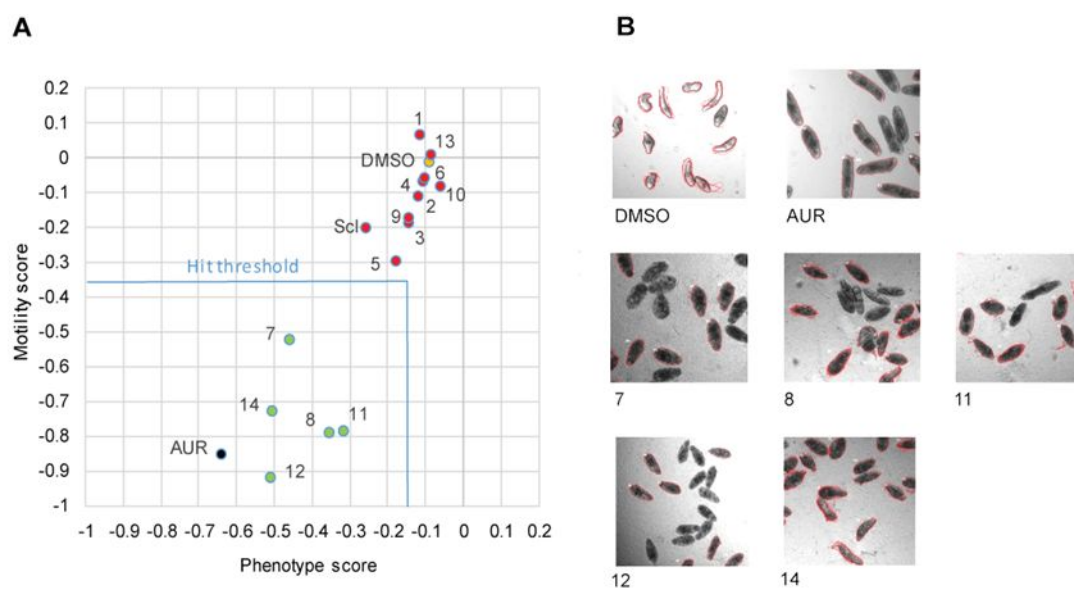 A
B
0.2
0.1
0
-0.1
-0.2
-0.3
-0.4
-0.5
-0.6
-0.7
-0.8
-0.9
-1
Motility score
1
13
DMSO
6
4
10
2
9
Scl
3
5
Hit threshold
7
14
8
11
AUR
12
-1 -0.9 -0.8 -0.7 -0.6 -0.5 -0.4 -0.3 -0.2 -0.1 0 0.1 0.2
Phenotype score
DMSO AUR
7 8 11
12 14